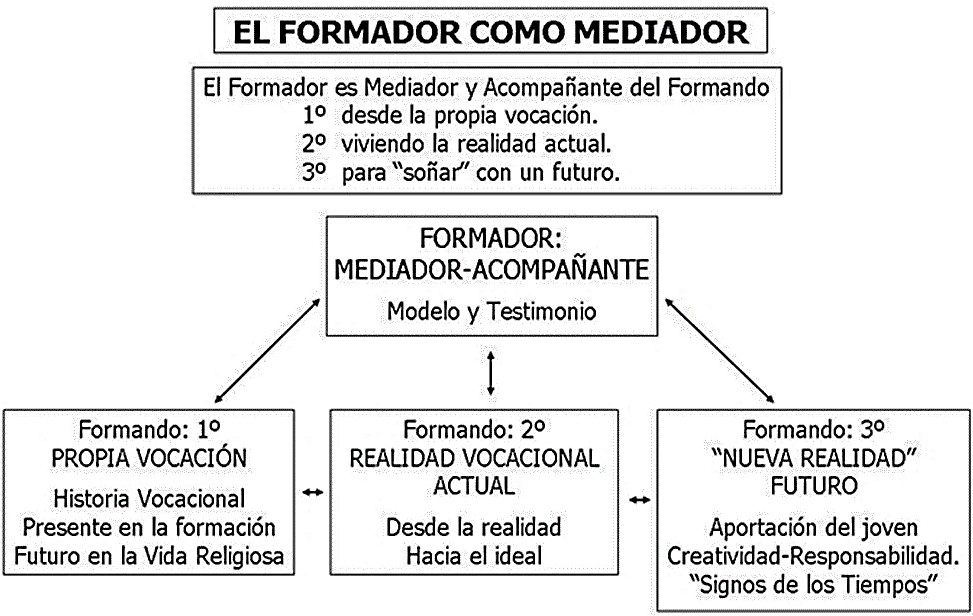 EL FORMADOR COMO MEDIADOR
El Formador es Mediador y Acompañante del Formando
1º desde la propia vocación.
2º viviendo la realidad actual.
3º para “soñar” con un futuro.
FORMADOR:
MEDIADOR-ACOMPAÑANTE
Modelo y Testimonio
Formando: 1º
PROPIA VOCACIÓN
Historia Vocacional
Presente en la formación
Futuro en la Vida Religiosa
Formando: 2º
REALIDAD VOCACIONAL
ACTUAL
Desde la realidad
Hacia el ideal
Formando: 3º
“NUEVA REALIDAD”
FUTURO
Aportación del joven
Creatividad-Responsabilidad.
“Signos de los Tiempos”